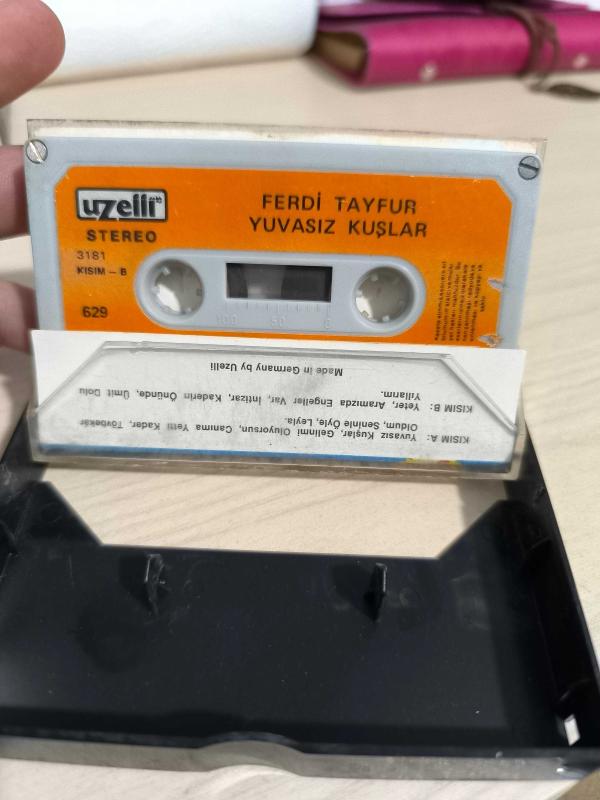 uzelli
STEREO
3181
KISIM – B
629
FERDİ TAYFUR
YUVASIZ KUŞLAR
100 50 0
KISIM A: Yuvasız Kuşlar, Gelinmi Oluyorsun, Canıma Yetti Kader, Tövbekâr
Oldum, Seninle Öyle, Leyla.
KISIM B: Yeter, Aramızda Engeller Var, İntizar, Kaderin Önünde, Ümit Dolu
Yıllarım.
Made in Germany by Uzelli